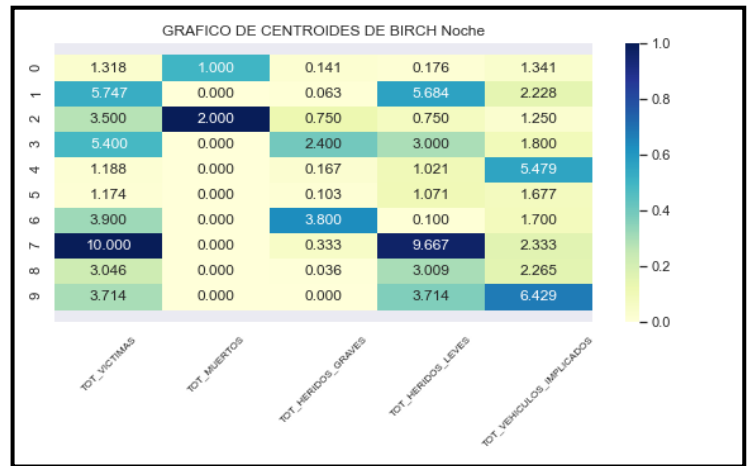 GRAFICO DE CENTROIDES DE BIRCH Noche
0 1.318 1.000 0.141 0.176 1.341
1 5.747 0.000 0.063 5.684 2.228
2 3.500 2.000 0.750 0.750 1.250
3 5.400 0.000 2.400 3.000 1.800
4 1.188 0.000 0.167 1.021 5.479
5 1.174 0.000 0.103 1.071 1.677
6 3.900 0.000 3.800 0.100 1.700
7 10.000 0.000 0.333 9.667 2.333
8 3.046 0.000 0.036 3.009 2.265
9 3.714 0.000 0.000 3.714 6.429
TOT_VICTIMAS TOT_MUERTOS TOT_HERIDOS_GRAVES TOT_HERIDOS_LEVES TOT_VEHICULOS_IMPLICADOS
1.0
0.8
0.6
0.4
0.2
0.0